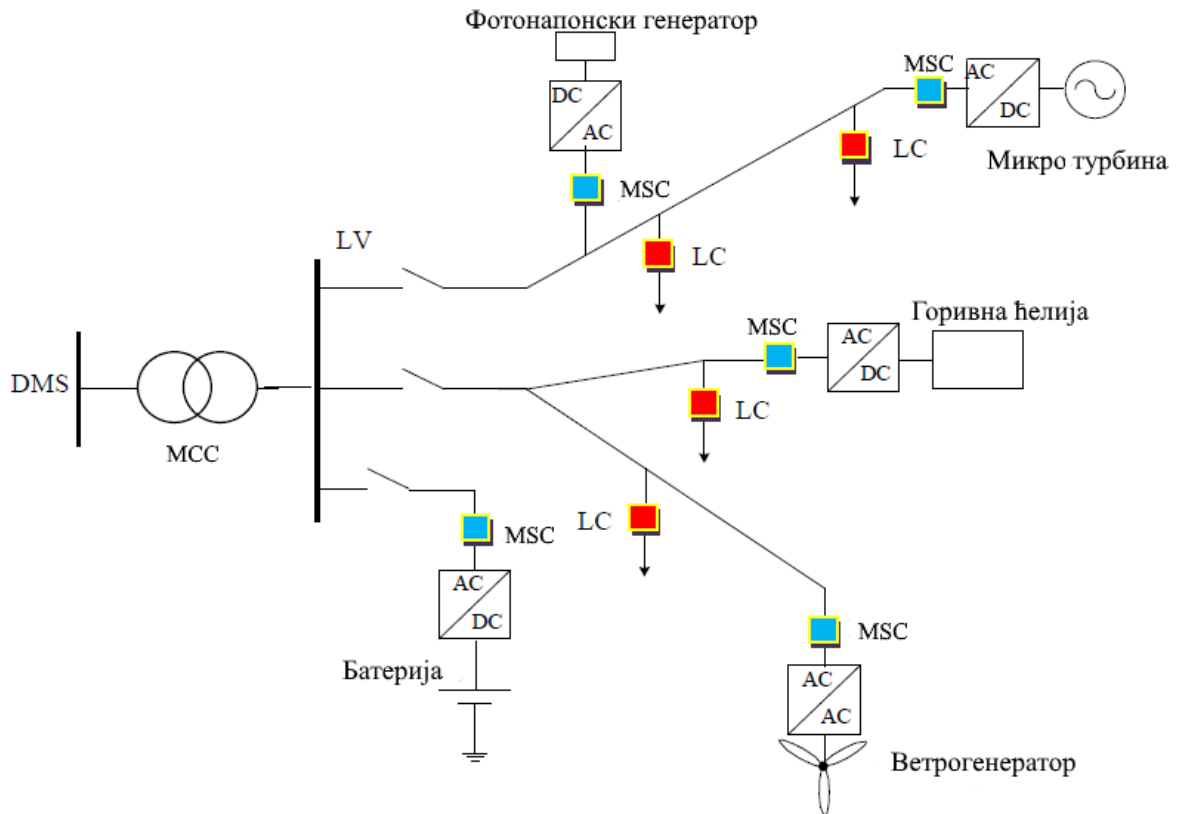 Фотонапонски генератор
DC
AC
MSC
MSC
AC
DC
LC
Микро турбина
LV
LC
DMS
MCC
MSC
AC
DC
Горивна ћелија
LC
LC
MSC
AC
DC
Батерија
MSC
AC
AC
Ветрогенератор